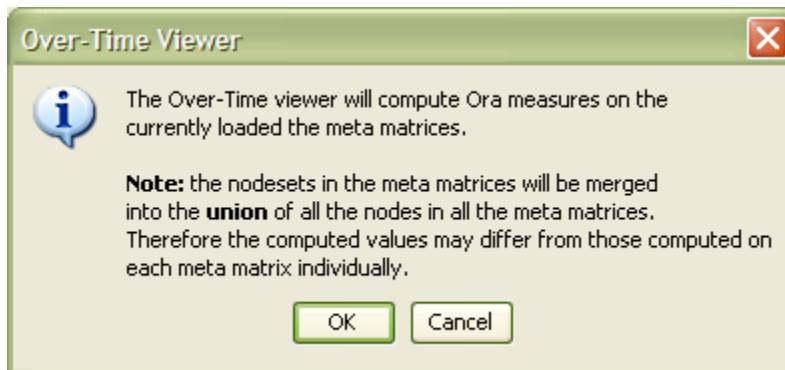 Over-Time Viewer
The Over-Time viewer will compute Ora measures on the
currently loaded the meta matrices.
Note: the nodesets in the meta matrices will be merged
into the union of all the nodes in all the meta matrices.
Therefore the computed values may differ from those computed on
each meta matrix individually.
OK Cancel